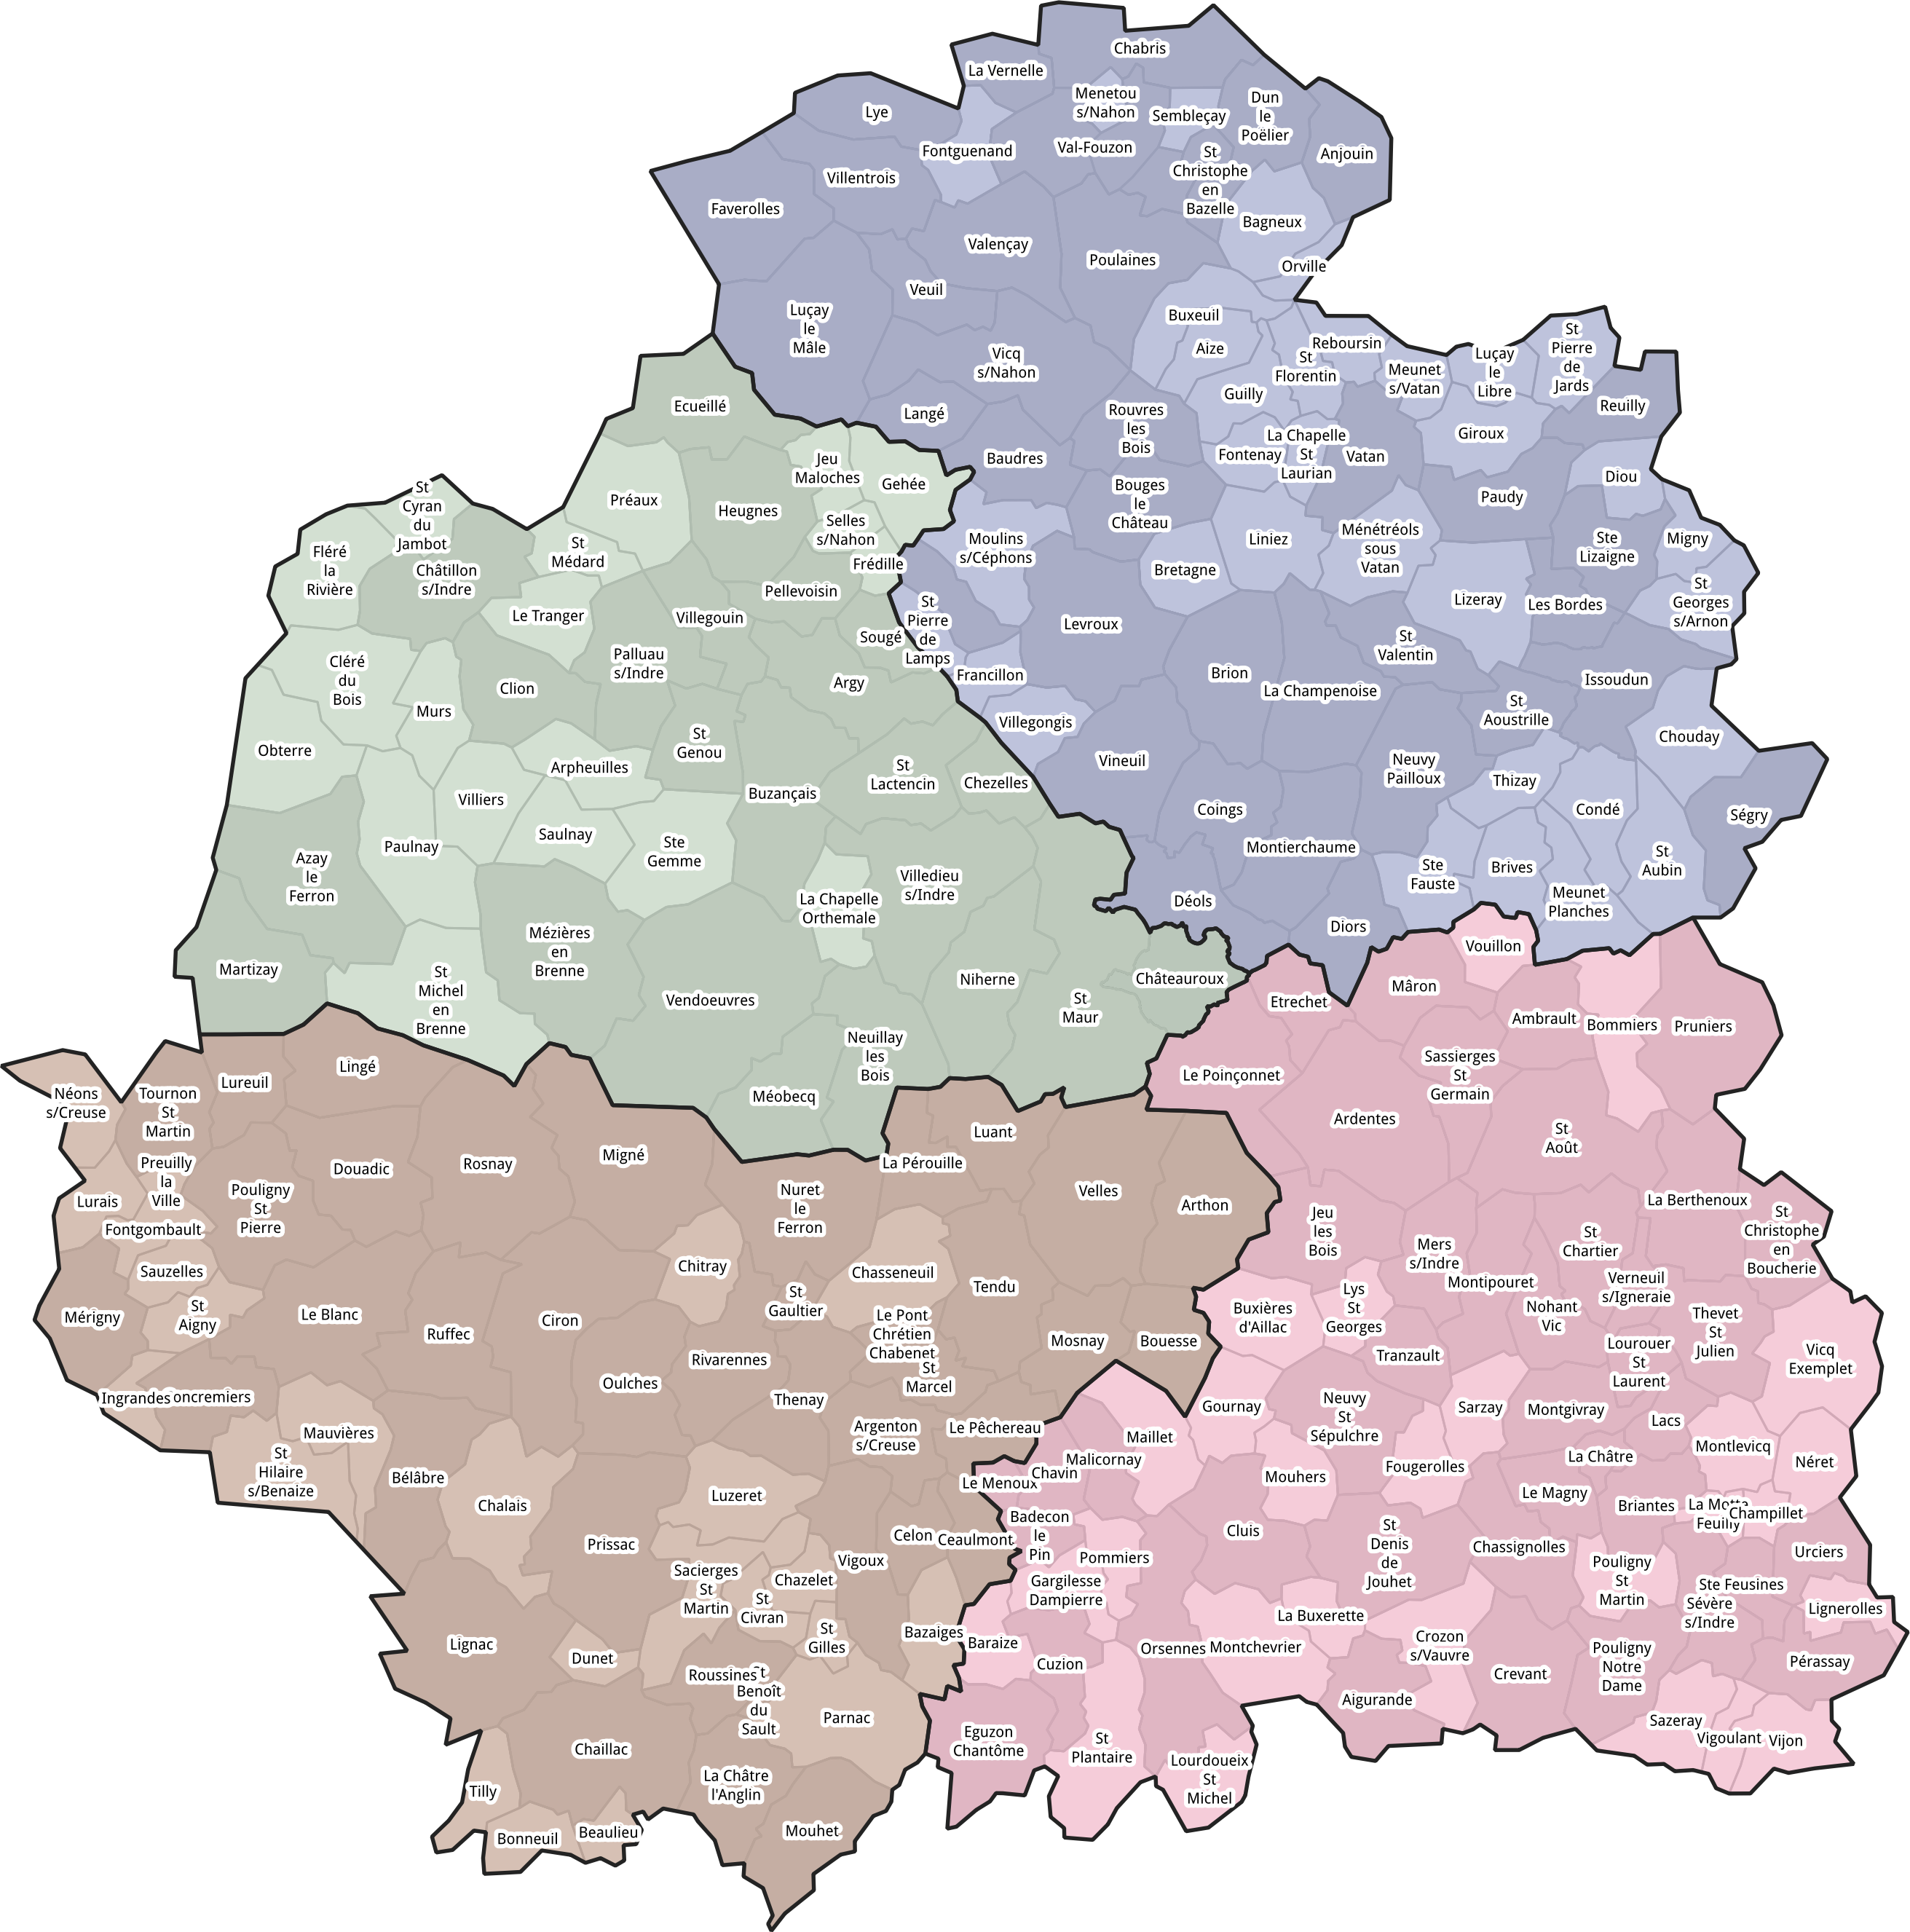 Chabris
La Vernelle
Menetou
s/Nahon
Sembleçay
Dun
le
Poëlier
Lye
Fontguenand
Val-Fouzon
St
Christophe
en
Bazelle
Anjouin
Villentrois
Faverolles
Bagneux
Valençay
Poulaines
Orville
Veuil
Luçay
le
Mâle
Buxeuil
Aize
Vicq
s/Nahon
Reboursin
St
Florentin
Meunet
s/Vatan
Luçay
le
Libre
St
Pierre
de
Jards
Reuilly
Guilly
Langé
Rouvres
les
Bois
Giroux
La Chapelle
St
Laurian
Fontenay
Vatan
Baudres
Diou
Bouges
le
Château
Paudy
Moulins
s/Céphons
Liniez
Ménétréols
sous
Vatan
Ste
Lizaigne
Migny
Bretagne
St
Georges
s/Arnon
Lizeray
Les Bordes
St
Pierre
de
Lamps
Levroux
St
Valentin
Francillon
Brion
La Champenoise
Issoudun
St
Aoustrille
Villegongis
Chouday
Vineuil
Neuvy
Pailloux
Thizay
Coings
Condé
Ségry
Montierchaume
Ste
Fauste
Brives
St
Aubin
Meunet
Planches
Déols
Diors
Ecueillé
Jeu
Maloches
Gehée
Préaux
Heugnes
Selles
s/Nahon
St
Cyran
du
Jambot
Fléré
la
Rivière
Châtillon
s/Indre
St
Médard
Frédille
Pellevoisin
Le Tranger
Villegouin
Sougé
Palluau
s/Indre
Cléré
du
Bois
Clion
Argy
Murs
Obterre
St
Genou
Arpheuilles
St
Lactencin
Chezelles
Buzançais
Villiers
Saulnay
Paulnay
Ste
Gemme
Azay
le
Ferron
Villedieu
s/Indre
La Chapelle
Orthemale
Mézières
en
Brenne
Martizay
St
Michel
en
Brenne
Vendoeuvres
Niherne
Châteauroux
St
Maur
Neuillay
les
Bois
Méobecq
Vouillon
Mâron
Etrechet
Ambrault
Bommiers
Pruniers
Le Poinçonnet
Sassierges
St
Germain
Ardentes
St
Août
La Berthenoux
St
Christophe
en
Boucherie
Jeu
les
Bois
Mers
s/Indre
St
Chartier
Montipouret
Verneuil
s/Igneraie
Lys
St
Georges
Buxières
d'Aillac
Nohant
Vic
Thevet
St
Julien
Lourouer
St
Laurent
Tranzault
Vicq
Exemplet
Gournay
Neuvy
St
Sépulchre
Sarzay
Montgivray
Lacs
Maillet
Montlevicq
Malicornay
Mouhers
Fougerolles
La Châtre
Néret
Chavin
Le Menoux
Le Magny
Briantes
La Motte
Feuilly
Champillet
Badecon
le
Pin
Cluis
St
Denis
de
Jouhet
Chassignolles
Urciers
Pommiers
Pouligny
St
Martin
Ste
Sévère
s/Indre
Feusines
Gargilesse
Dampierre
La Buxerette
Lignerolles
Baraize
Orsennes
Montchevrier
Crozon
s/Vauvre
Cuzion
Crevant
Pouligny
Notre
Dame
Pérassay
Aigurande
Eguzon
Chantôme
St
Plantaire
Sazeray
Vigoulant
Vijon
Lourdoueix
St
Michel
Lingé
Lureuil
Néons
s/Creuse
Tournon
St
Martin
Luant
La Pérouille
Migné
Rosnay
Douadic
Preuilly
la
Ville
Pouligny
St
Pierre
Lurais
Fontgombault
Nuret
le
Ferron
Velles
Arthon
Chitray
Chasseneuil
Sauzelles
Tendu
St
Gaultier
Mérigny
St
Aigny
Le Blanc
Ruffec
Ciron
Le Pont
Chrétien
Chabenet
Mosnay
Bouesse
Rivarennes
St
Marcel
Oulches
Thenay
Ingrandes
Le Pêchereau
Argenton
s/Creuse
Mauvières
St
Hilaire
s/Benaize
Bélâbre
Chalais
Luzeret
Celon
Ceaulmont
Prissac
Vigoux
Sacierges
St
Martin
Chazelet
St
Civran
Bazaiges
St
Gilles
Lignac
Dunet
Roussines
St
Benoît
du
Sault
Parnac
Chaillac
La Châtre
l'Anglin
Tilly
Bonneuil
Beaulieu
Mouhet